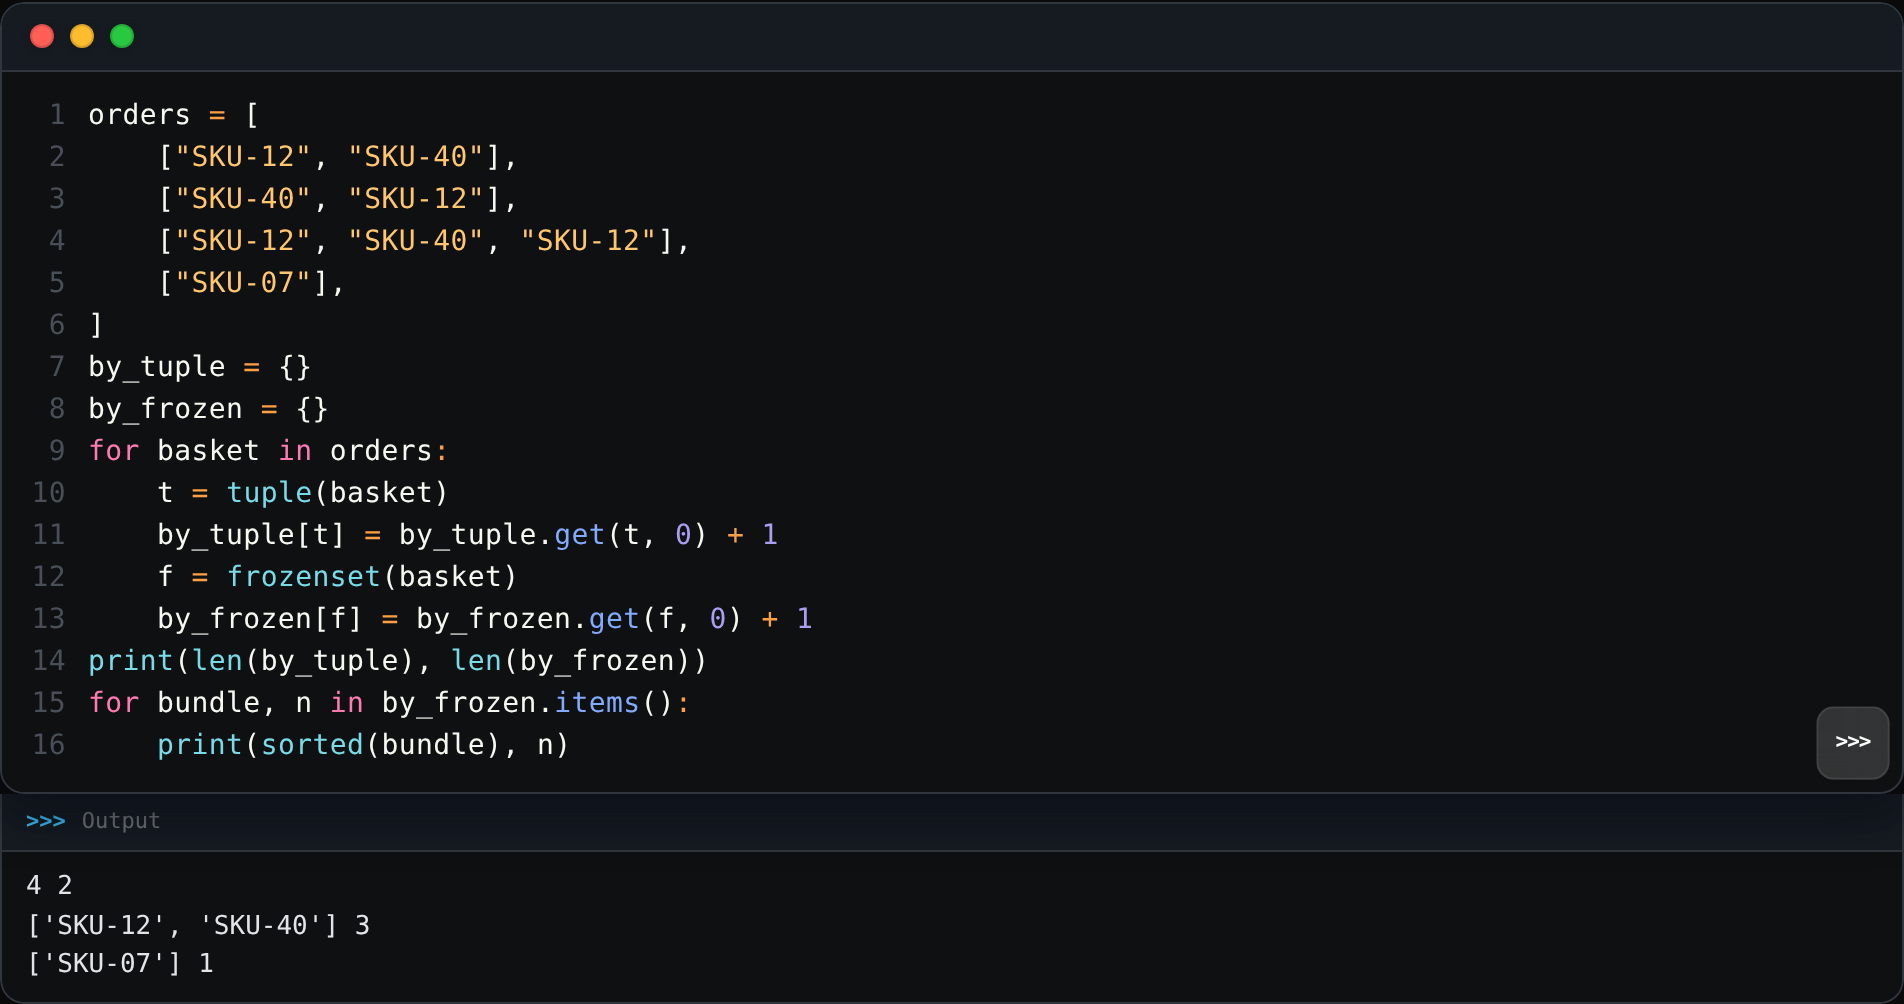 1 orders = [
2     ["SKU-12", "SKU-40"],
3     ["SKU-40", "SKU-12"],
4     ["SKU-12", "SKU-40", "SKU-12"],
5     ["SKU-07"],
6 ]
7 by_tuple = {}
8 by_frozen = {}
9 for basket in orders:
10     t = tuple(basket)
11     by_tuple[t] = by_tuple.get(t, 0) + 1
12     f = frozenset(basket)
13     by_frozen[f] = by_frozen.get(f, 0) + 1
14 print(len(by_tuple), len(by_frozen))
15 for bundle, n in by_frozen.items():
16     print(sorted(bundle), n)
>>>
>>> Output
4 2
['SKU-12', 'SKU-40'] 3
['SKU-07'] 1